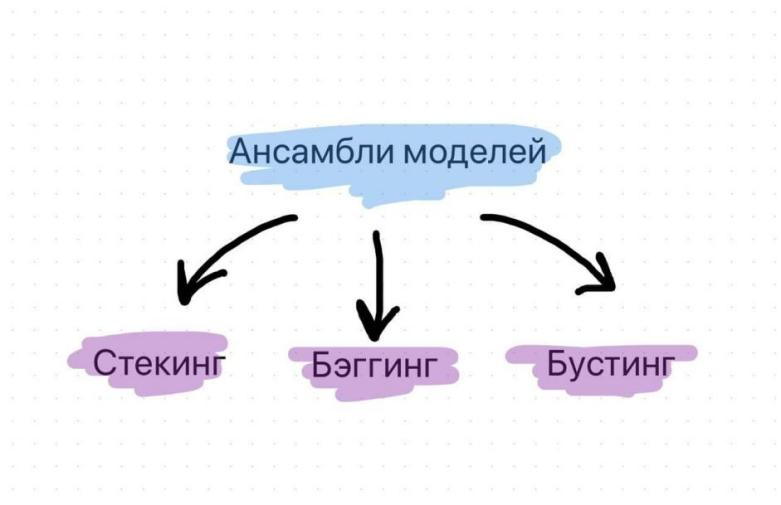 Ансамбли моделей
Стекинг
Бэггинг
Бустинг